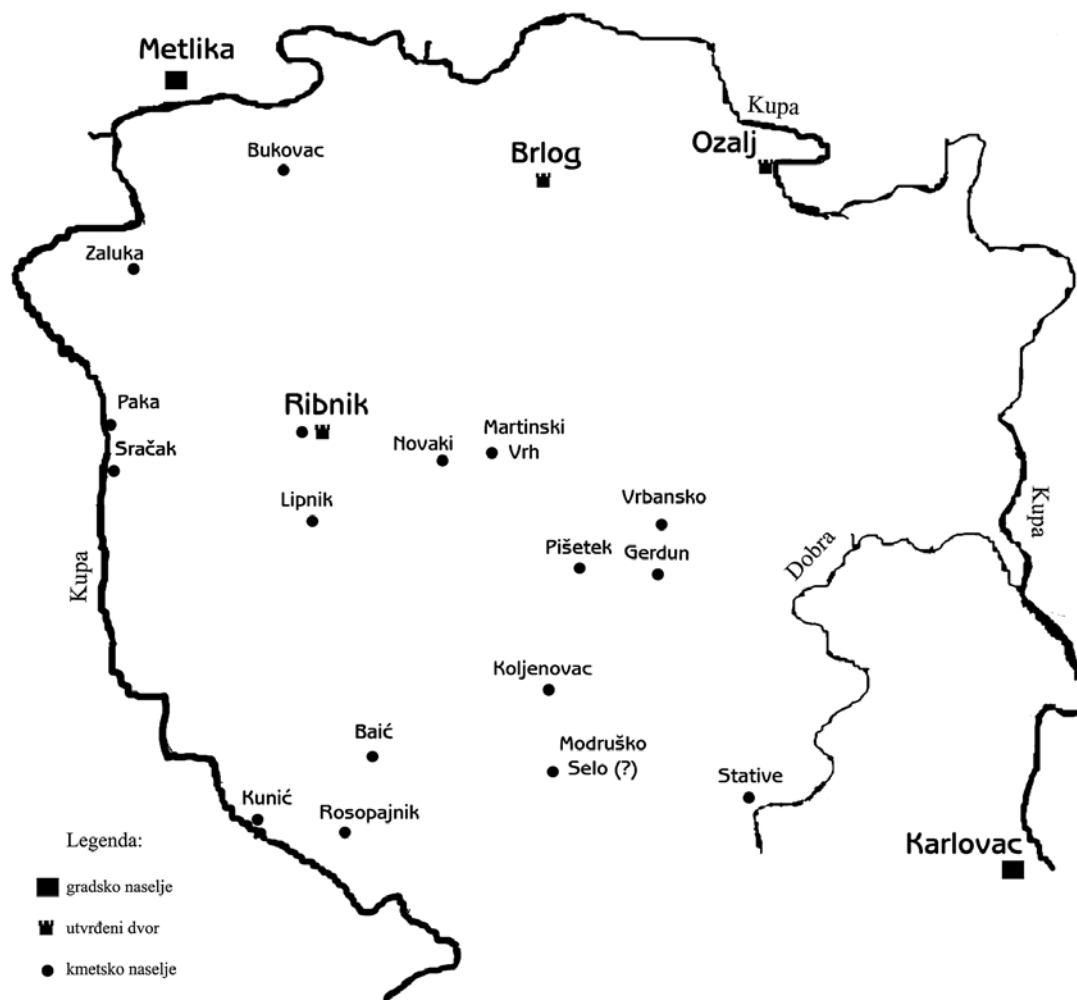 Metlika
Kupa
Bukovac
Brlog
Ozalj
Zaluka
Paka
Ribnik
Sračak
Novaki
Martinski
Vrh
Lipnik
Vrbansko
Kupa
Pišetek
Gerdun
Dobra
Kupa
Koljenovac
Baić
Modruško
Selo (?)
Stative
Kunić
Rosopajnik
Karlovac
Legenda:
gradsko naselje
utvrđeni dvor
kmetsko naselje